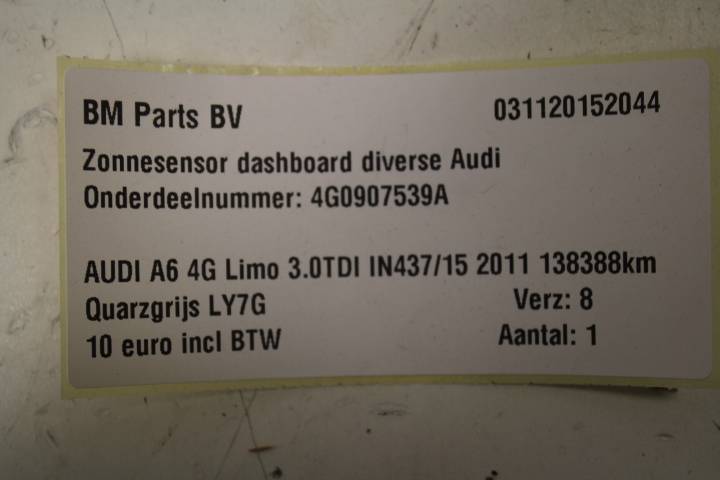 BM Parts BV 031120152044
Zonnesensor dashboard diverse Audi
Onderdeelnummer: 4G0907539A
AUDI A6 4G Limo 3.0TDI IN437/15 2011 138388km
Quarzgrijs LY7G Verz: 8
10 euro incl BTW Aantal: 1